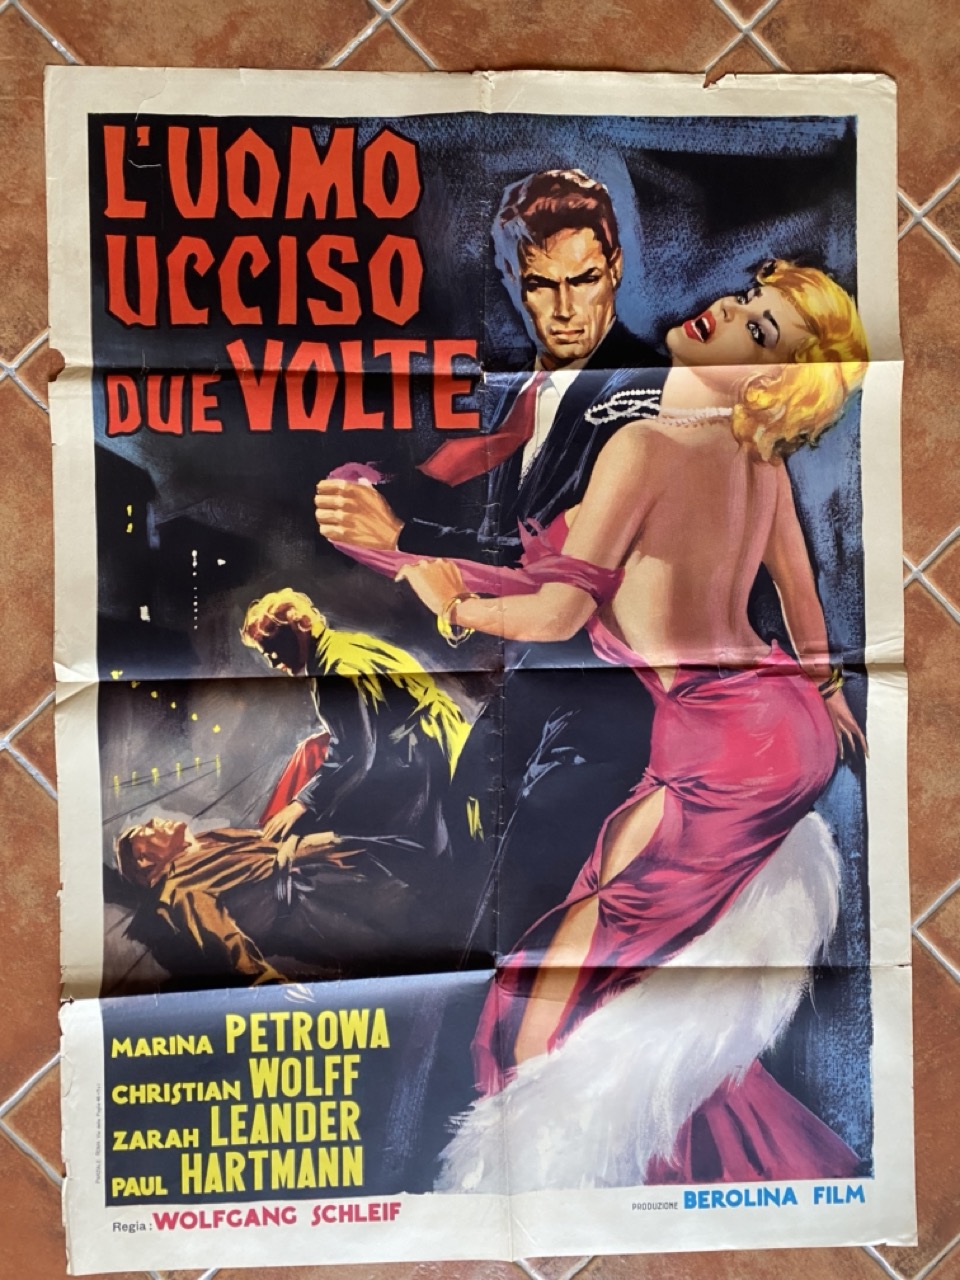 L'UOMO
UCCISO
DUE VOLTE
MARINA PETROWA
CHRISTIAN WOLFF
ZARAH LEANDER
PAUL HARTMANN
Regia: WOLFGANG SCHLEIF
PRODUZIONE BEROLINA FILM